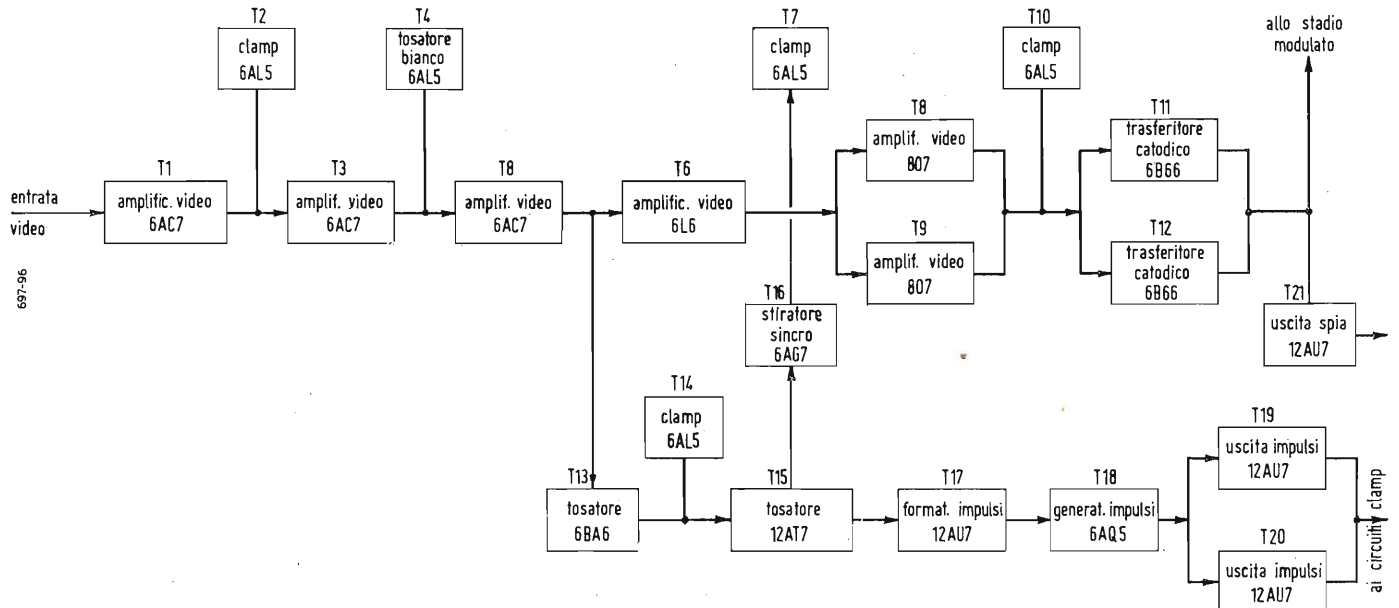 T2
clamp
6AL5
T4
tosatore
bianco
6AL5
T7
clamp
6AL5
T10
clamp
6AL5
allo stadio
modulato
entrata
video
T1
amplific. video
6AC7
T3
amplif. video
6AC7
T8
amplif. video
6AC7
T6
amplific. video
6L6
T8
amplif. video
807
T9
amplif. video
807
T11
trasferitore
catodico
6B66
T12
trasferitore
catodico
6B66
T21
uscita spia
12AU7
697-96
T16
stiratore
sincro
6AG7
T14
clamp
6AL5
T13
tosatore
6BA6
T15
tosatore
12AT7
T17
format. impulsi
12AU7
T18
generat. impulsi
6AQ5
T19
uscita impulsi
12AU7
T20
uscita impulsi
12AU7
ai circuiti clamp